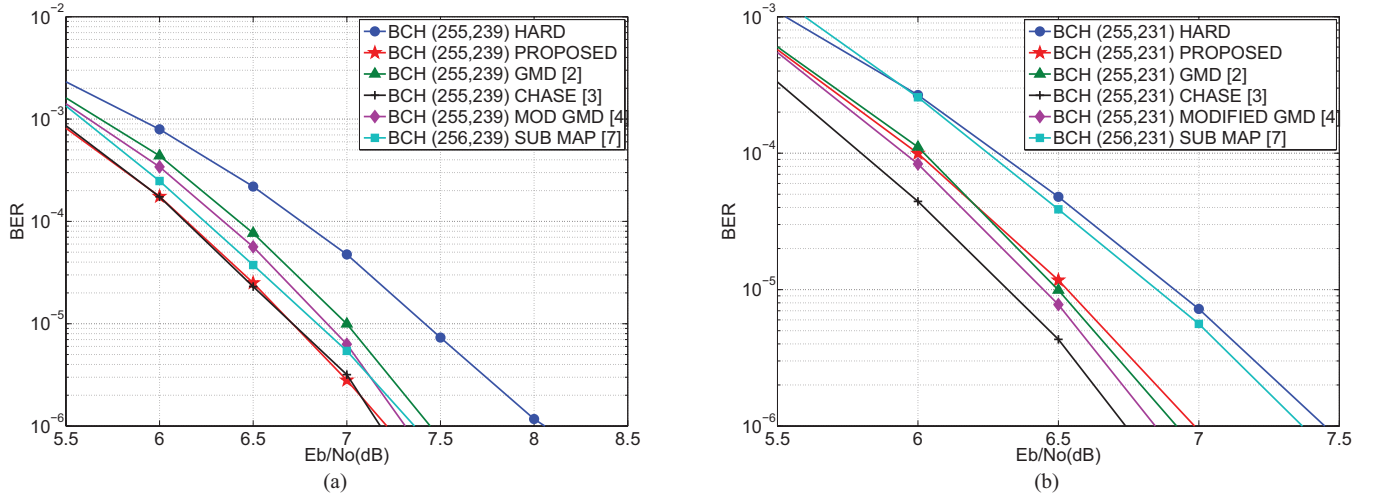 10^-2
10^-3
10^-4
10^-5
10^-6
BER
5.5 6 6.5 7 7.5 8 8.5
Eb/No(dB)
BCH (255,239) HARD
BCH (255,239) PROPOSED
BCH (255,239) GMD [2]
BCH (255,239) CHASE [3]
BCH (255,239) MOD GMD [4]
BCH (256,239) SUB MAP [7]
(a)
10^-3
10^-4
10^-5
10^-6
BER
5.5 6 6.5 7 7.5
Eb/No(dB)
BCH (255,231) HARD
BCH (255,231) PROPOSED
BCH (255,231) GMD [2]
BCH (255,231) CHASE [3]
BCH (255,231) MODIFIED GMD [4]
BCH (256,231) SUB MAP [7]
(b)